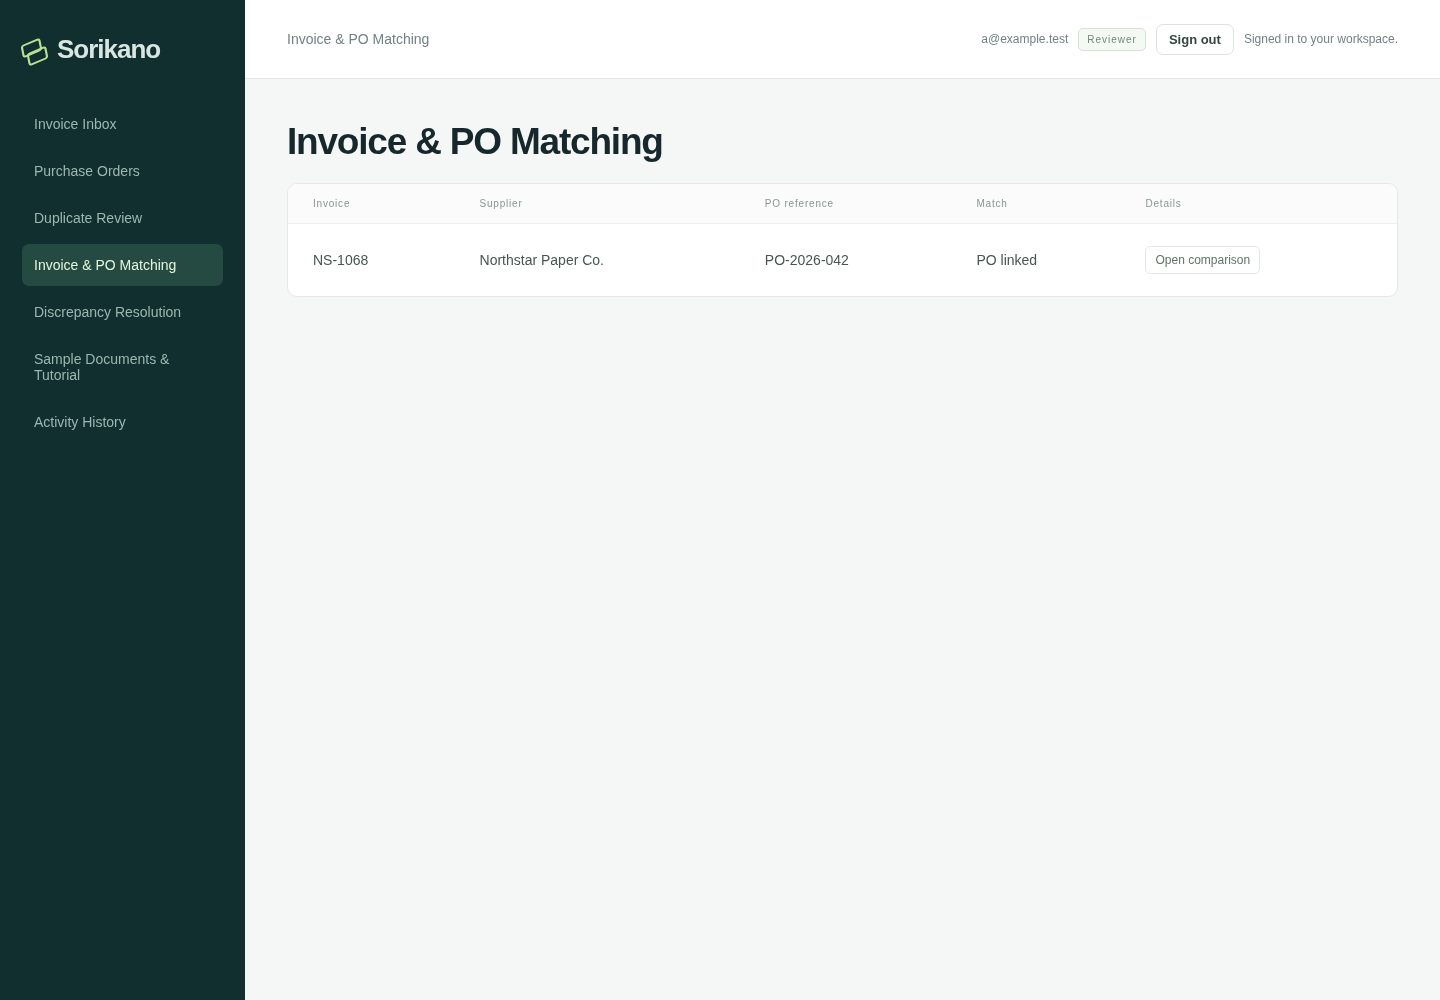 Sorikano
Invoice Inbox
Purchase Orders
Duplicate Review
Invoice & PO Matching
Discrepancy Resolution
Sample Documents &
Tutorial
Activity History
Invoice & PO Matching
a@example.test Reviewer Sign out Signed in to your workspace.
Invoice & PO Matching
Invoice Supplier PO reference Match Details
NS-1068 Northstar Paper Co. PO-2026-042 PO linked Open comparison